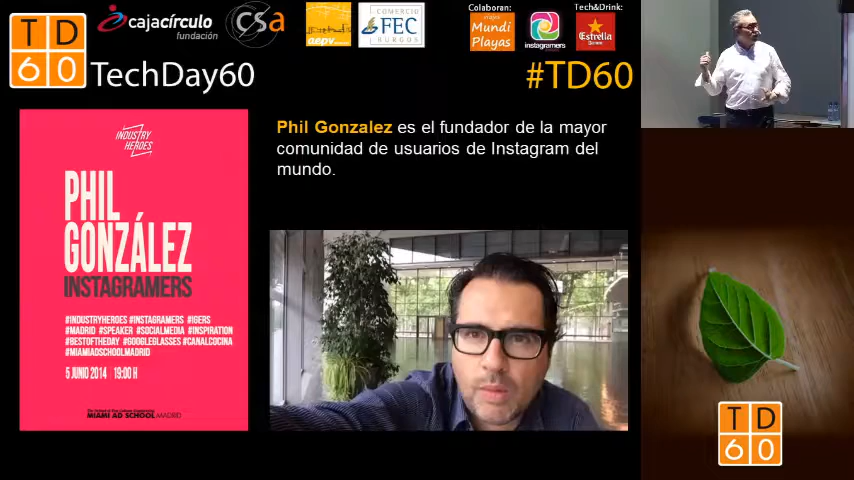 TD
60
TechDay60
cajacírculo
fundación
csa
aepv
COMERCIO
FEC
BURGOS
Colaboran:
Mundi
Playas
instagramers
Tech&Drink:
Estrella
#TD60
INDUSTRY
HEROES
PHIL
GONZÁLEZ
INSTAGRAMERS
#INDUSTRYHEROES #INSTAGRAMERS #IGERS
#MADRID #SPEAKER #SOCIALMEDIA #INSPIRATION
#BESTOFTHEDAY #GOOGLEGLASSES #CANALCOCINA
#MIAMIADSCHOOLMADRID
5 JUNIO 2014 19:00 H
MIAMI AD SCHOOL MADRID
Phil Gonzalez es el fundador de la mayor
comunidad de usuarios de Instagram del
mundo.
TD
60